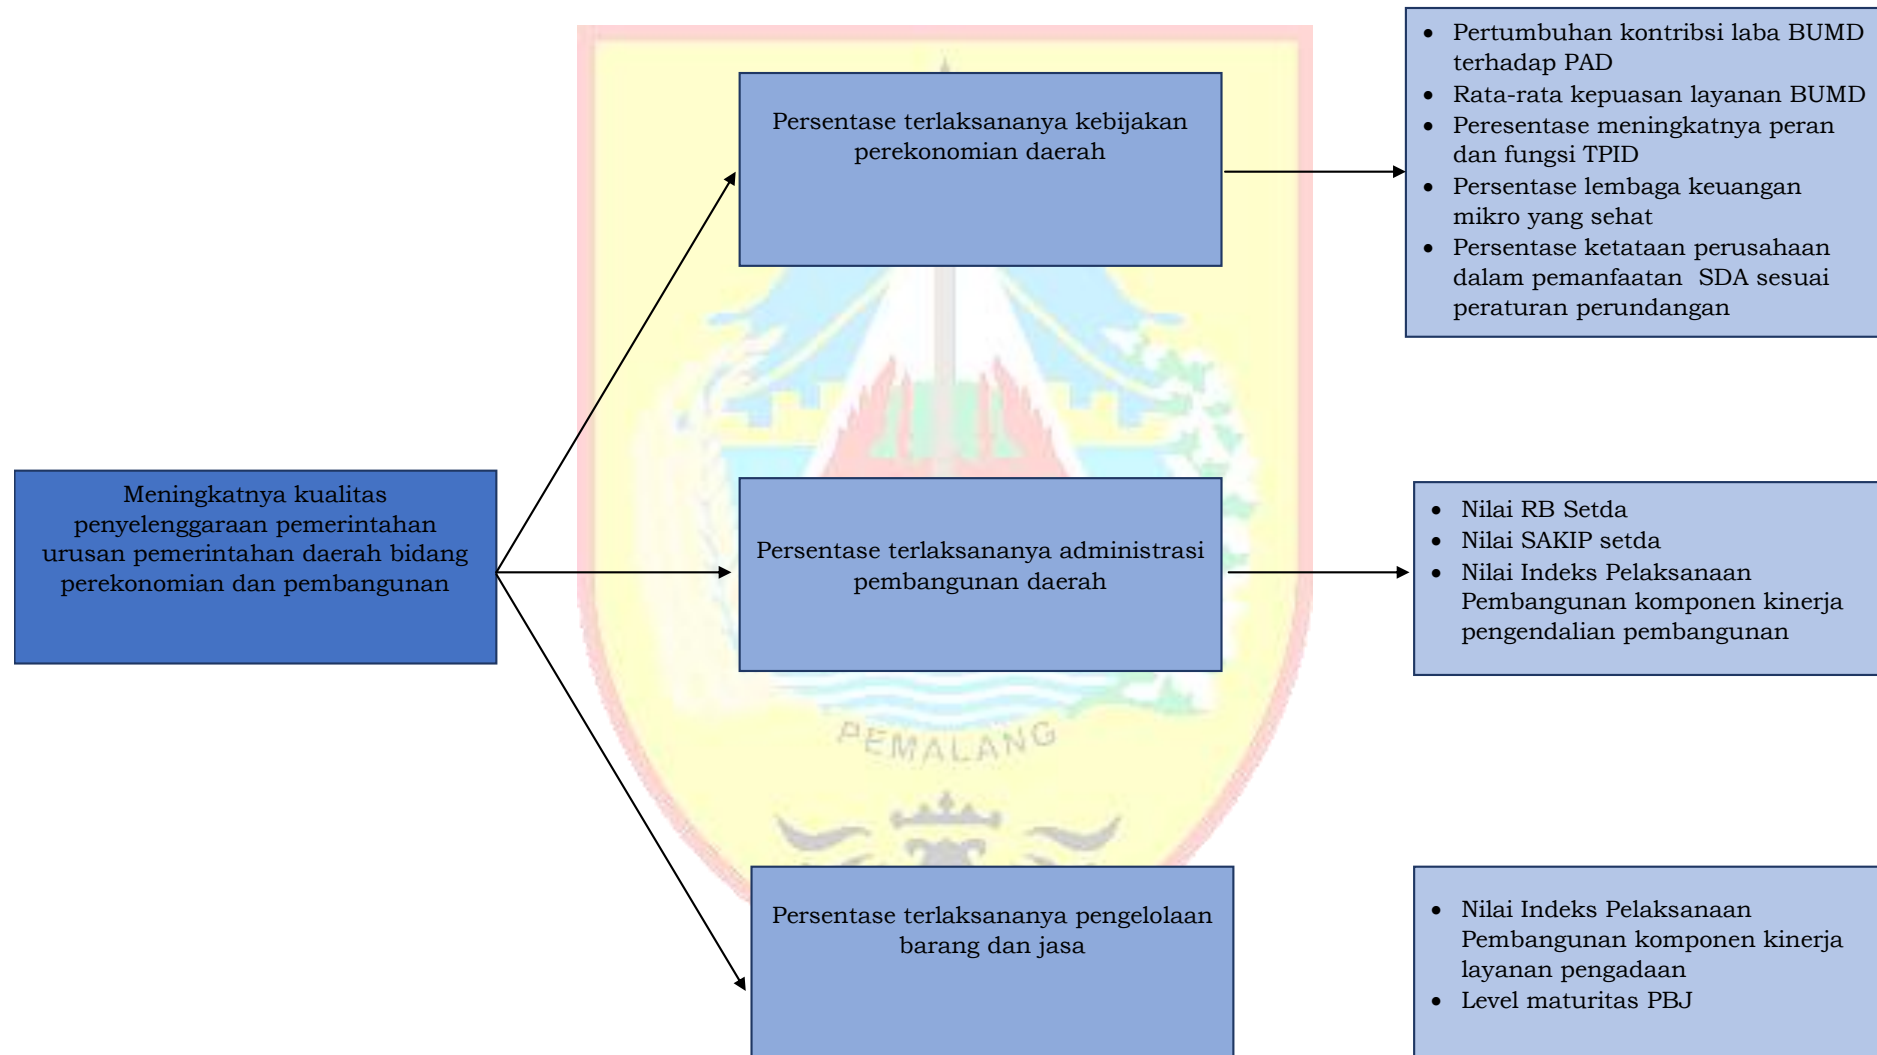 Pertumbuhan kontribsi laba BUMD
terhadap PAD
Rata-rata kepuasan layanan BUMD
Peresentase meningkatnya peran
dan fungsi TPID
Persentase lembaga keuangan
mikro yang sehat
Persentase ketataan perusahaan
dalam pemanfaatan SDA sesuai
peraturan perundangan
Persentase terlaksananya kebijakan
perekonomian daerah
Meningkatnya kualitas
penyelenggaraan pemerintahan
urusan pemerintahan daerah bidang
perekonomian dan pembangunan
Persentase terlaksananya administrasi
pembangunan daerah
Nilai RB Setda
Nilai SAKIP setda
Nilai Indeks Pelaksanaan
Pembangunan komponen kinerja
pengendalian pembangunan
PEMALANG
Persentase terlaksananya pengelolaan
barang dan jasa
Nilai Indeks Pelaksanaan
Pembangunan komponen kinerja
layanan pengadaan
Level maturitas PBJ